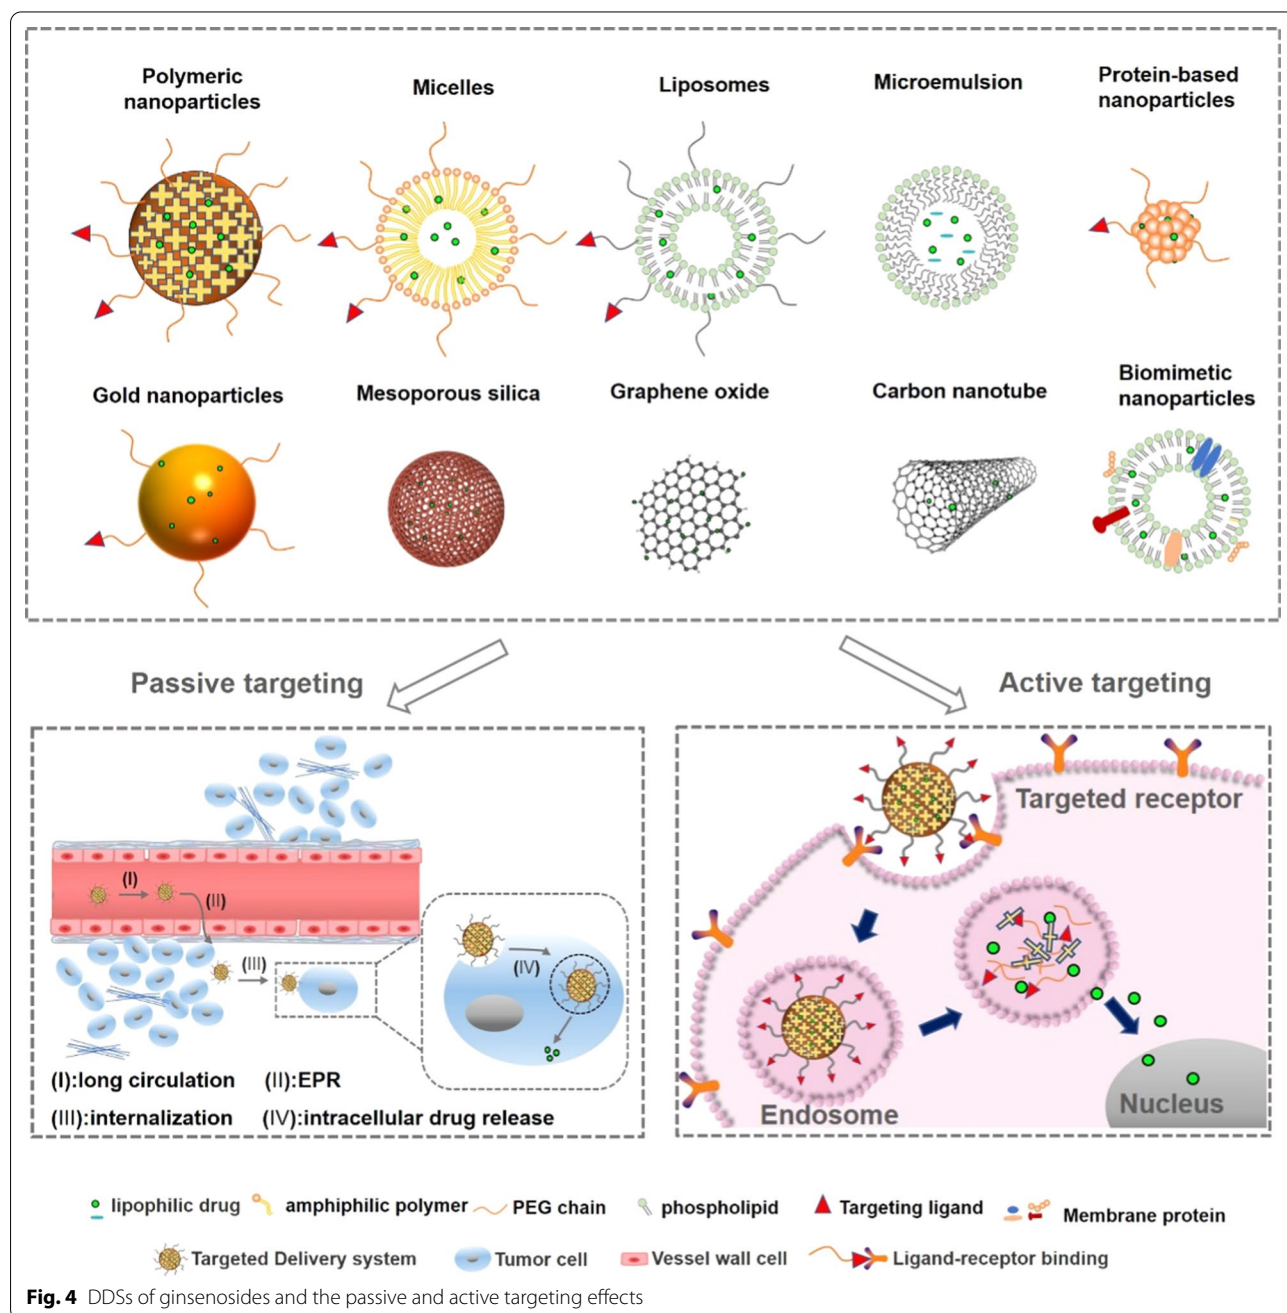 Polymeric
nanoparticles
Micelles
Liposomes
Microemulsion
Protein-based
nanoparticles
Gold nanoparticles
Mesoporous silica
Graphene oxide
Carbon nanotube
Biomimetic
nanoparticles
Passive targeting
Active targeting
(I)
(II)
(III)
(IV)
(I):long circulation
(II):EPR
(III):internalization
(IV):intracellular drug release
Targeted receptor
Endosome
Nucleus
lipophilic drug
amphiphilic polymer
PEG chain
phospholipid
Targeting ligand
Membrane protein
Targeted Delivery system
Tumor cell
Vessel wall cell
Ligand-receptor binding
Fig. 4 DDSs of ginsenosides and the passive and active targeting effects